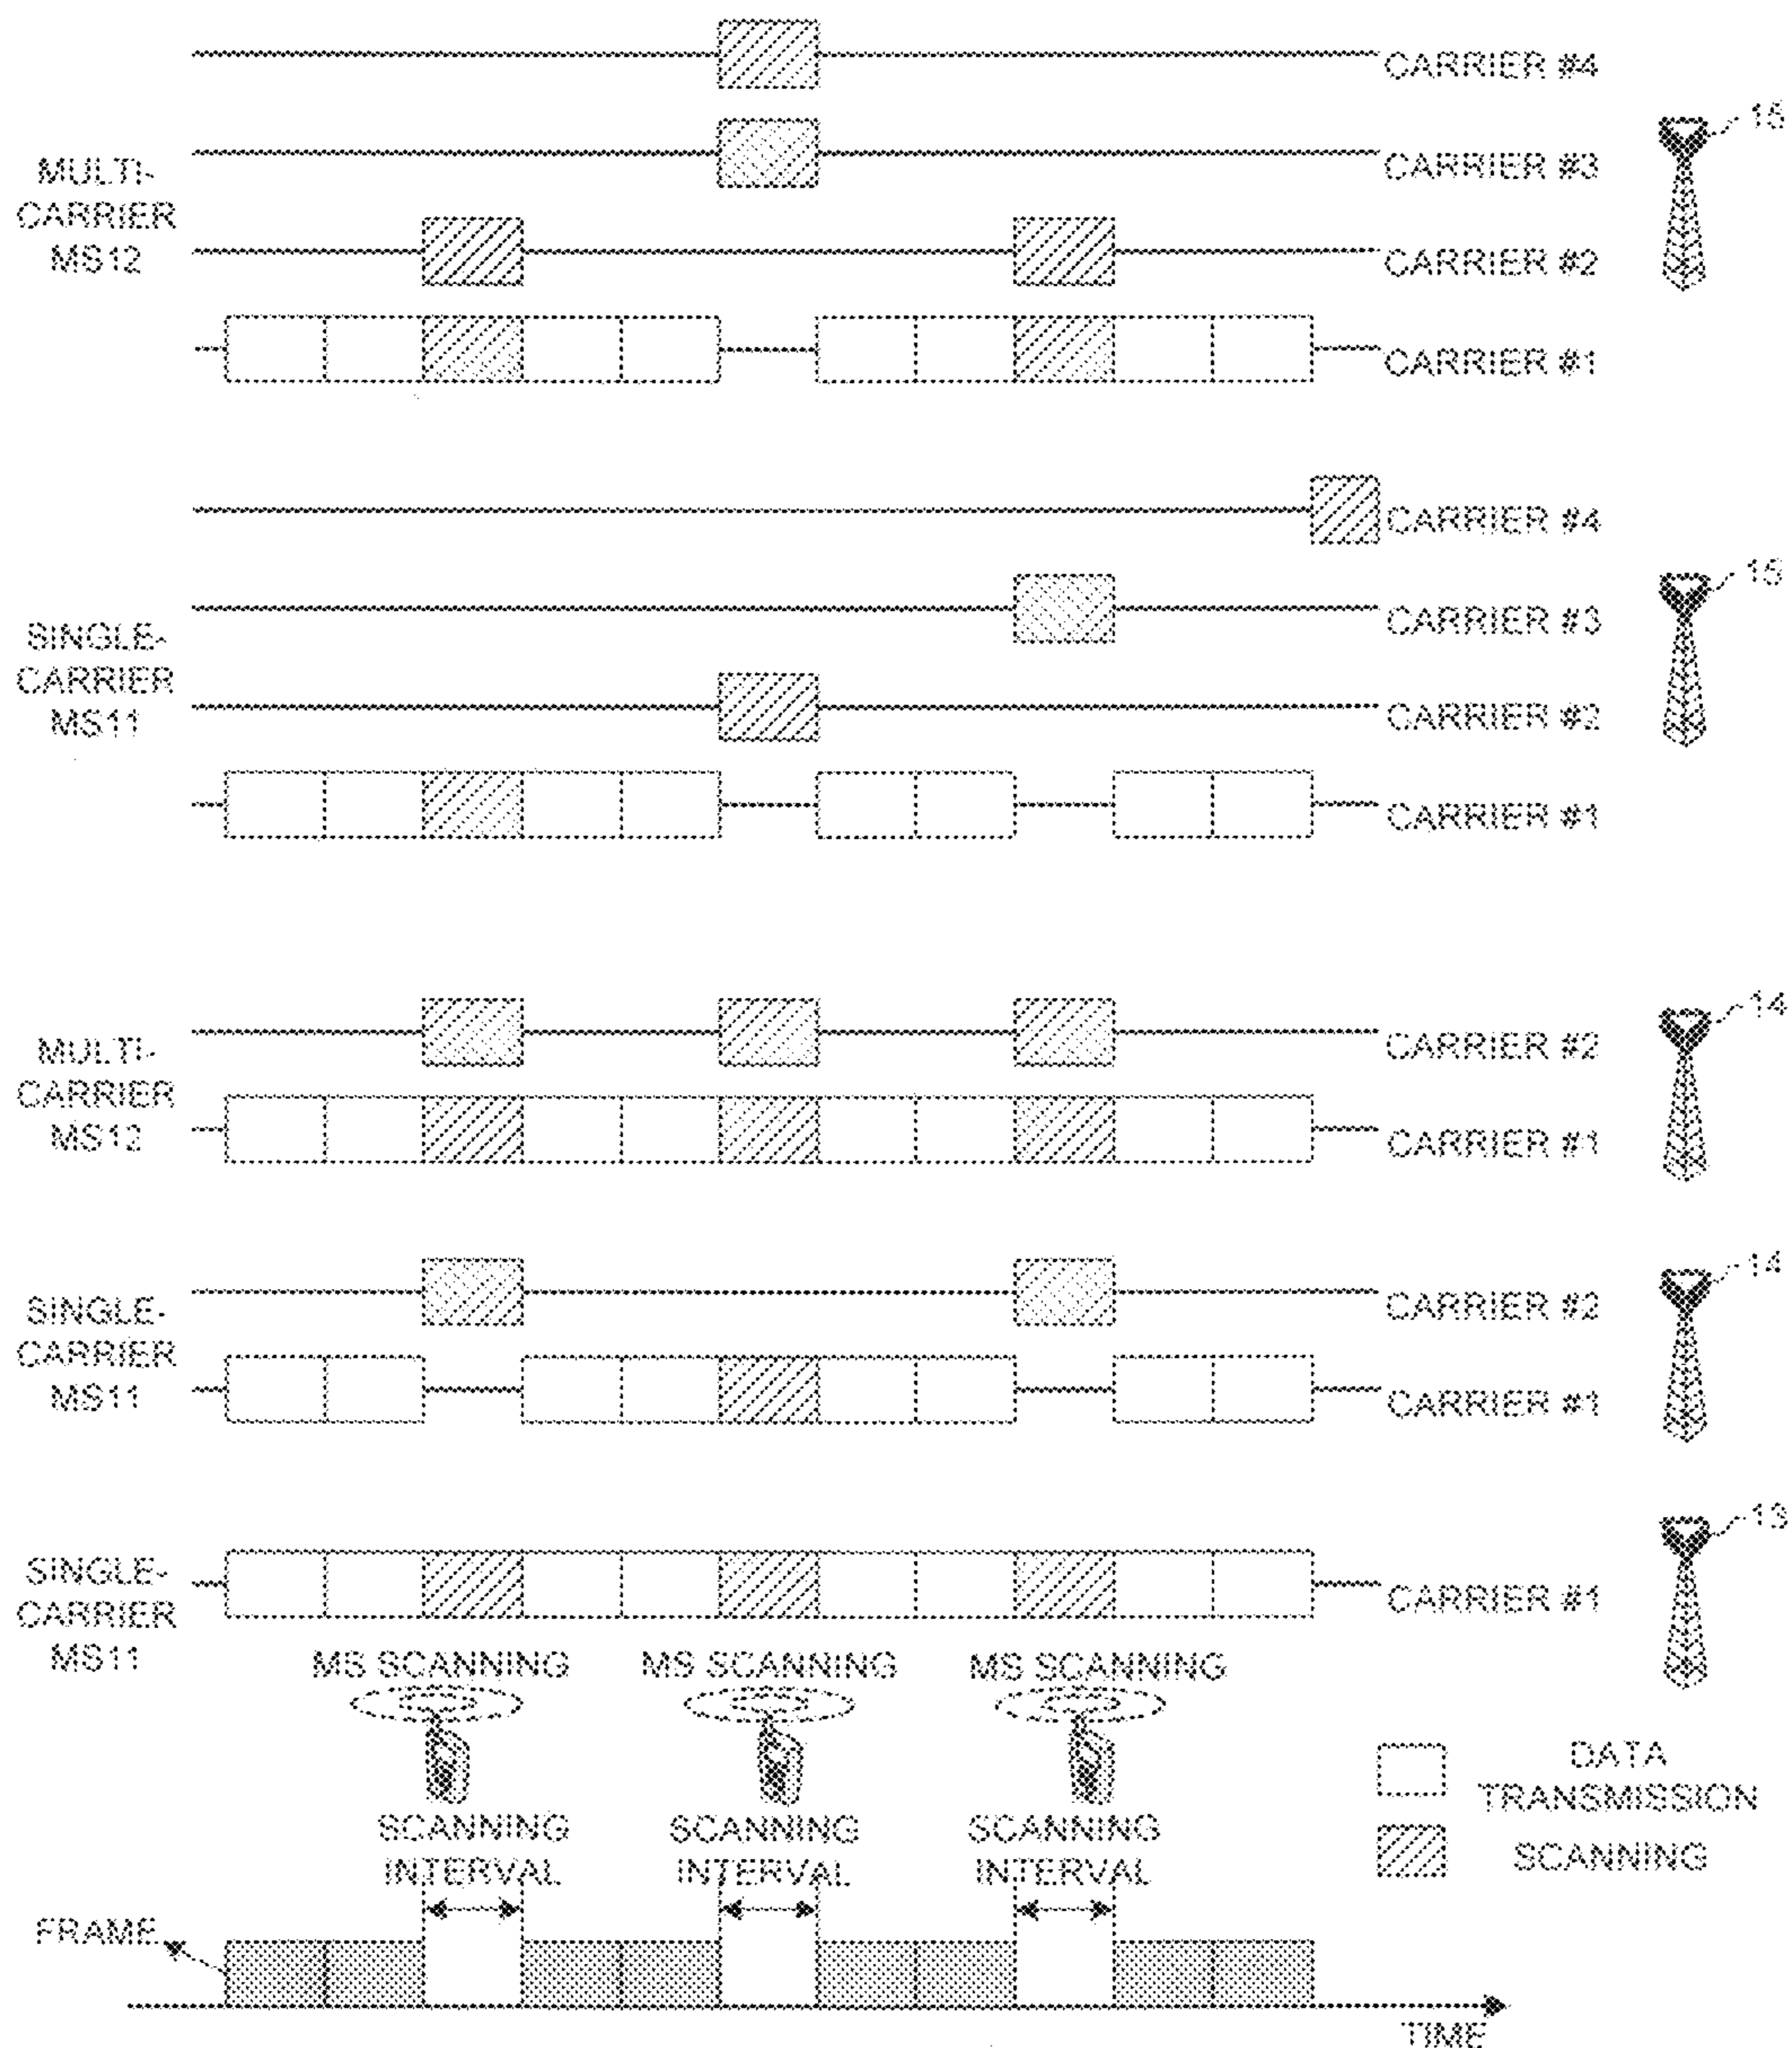 CARRIER #4
15
MULTI-
CARRIER
MS12
CARRIER #3
CARRIER #2
CARRIER #1
CARRIER #4
15
SINGLE-
CARRIER
MS11
CARRIER #3
CARRIER #2
CARRIER #1
14
MULTI-
CARRIER
MS12
CARRIER #2
CARRIER #1
14
SINGLE-
CARRIER
MS11
CARRIER #2
CARRIER #1
13
SINGLE-
CARRIER
MS11
CARRIER #1
MS SCANNING
MS SCANNING
MS SCANNING
DATA
TRANSMISSION
SCANNING
SCANNING
INTERVAL
SCANNING
INTERVAL
SCANNING
INTERVAL
FRAME
TIME